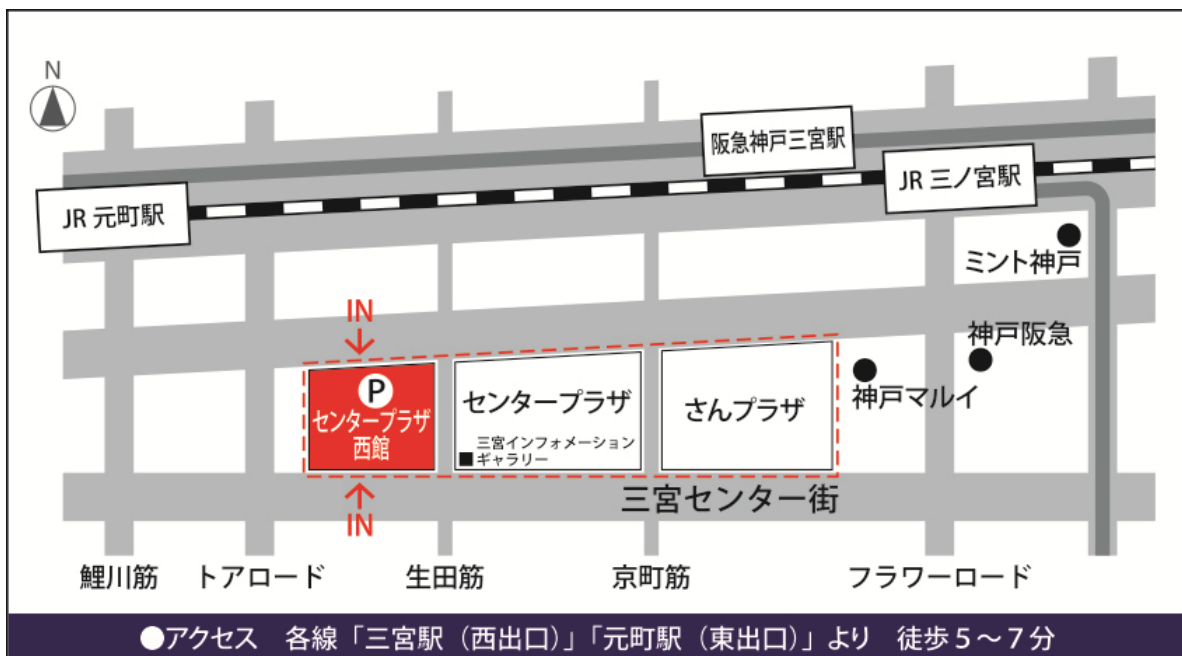 N
阪急神戸三宮駅
JR 三ノ宮駅
JR 元町駅
ミント神戸
IN
神戸阪急
P
センタープラザ
西館
センタープラザ
三宮インフォメーション
ギャラリー
さんプラザ
神戸マルイ
三宮センター街
IN
鯉川筋
トアロード
生田筋
京町筋
フラワーロード
●アクセス 各線「三宮駅（西出口）」「元町駅（東出口）」より 徒歩５～７分